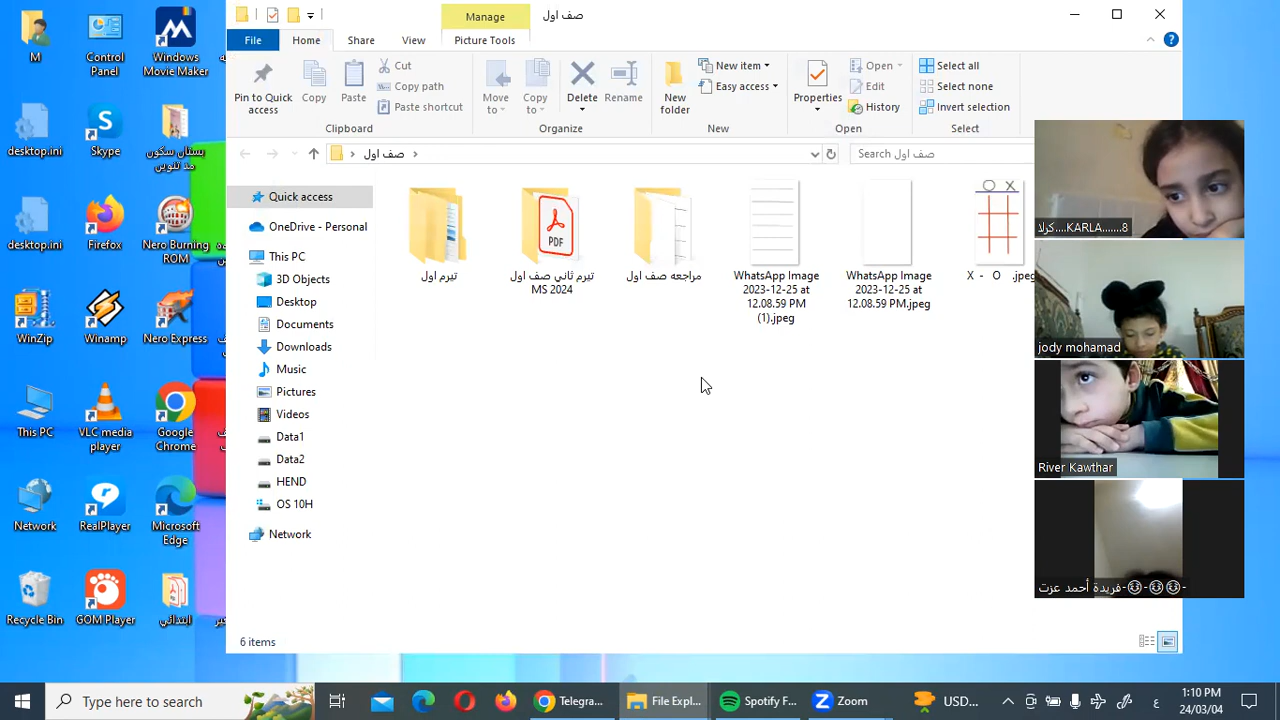 M
Control Panel
Windows Movie Maker
desktop.ini
Skype
بستان سكون
مد تنوين
desktop.ini
Firefox
Nero Burning ROM
WinZip
Winamp
Nero Express
This PC
VLC media player
Google Chrome
Network
RealPlayer
Microsoft Edge
Recycle Bin
GOM Player
ابتدائي
Manage
صف اول
File
Home
Share
View
Picture Tools
Pin to Quick access
Copy
Paste
Cut
Copy path
Paste shortcut
Clipboard
Move to
Copy to
Delete
Rename
Organize
New folder
New item
Easy access
New
Properties
Open
Edit
History
Open
Select all
Select none
Invert selection
Select
صف اول
Search صف اول
Quick access
OneDrive - Personal
This PC
3D Objects
Desktop
Documents
Downloads
Music
Pictures
Videos
Data1
Data2
HEND
OS 10H
Network
تيرم اول
PDF
تيرم ثاني صف اول
MS 2024
مراجعه صف اول
WhatsApp Image
2023-12-25 at
12.08.59 PM
(1).jpeg
WhatsApp Image
2023-12-25 at
12.08.59 PM.jpeg
O X
X - O .jpeg
كرلا....KARLA.......8
jody mohamad
River Kawthar
فريدة أحمد عزت-😍-😍😍-
6 items
Type here to search
Telegra...
File Expl...
Spotify F...
Zoom
USD...
ع
1:10 PM
24/03/04